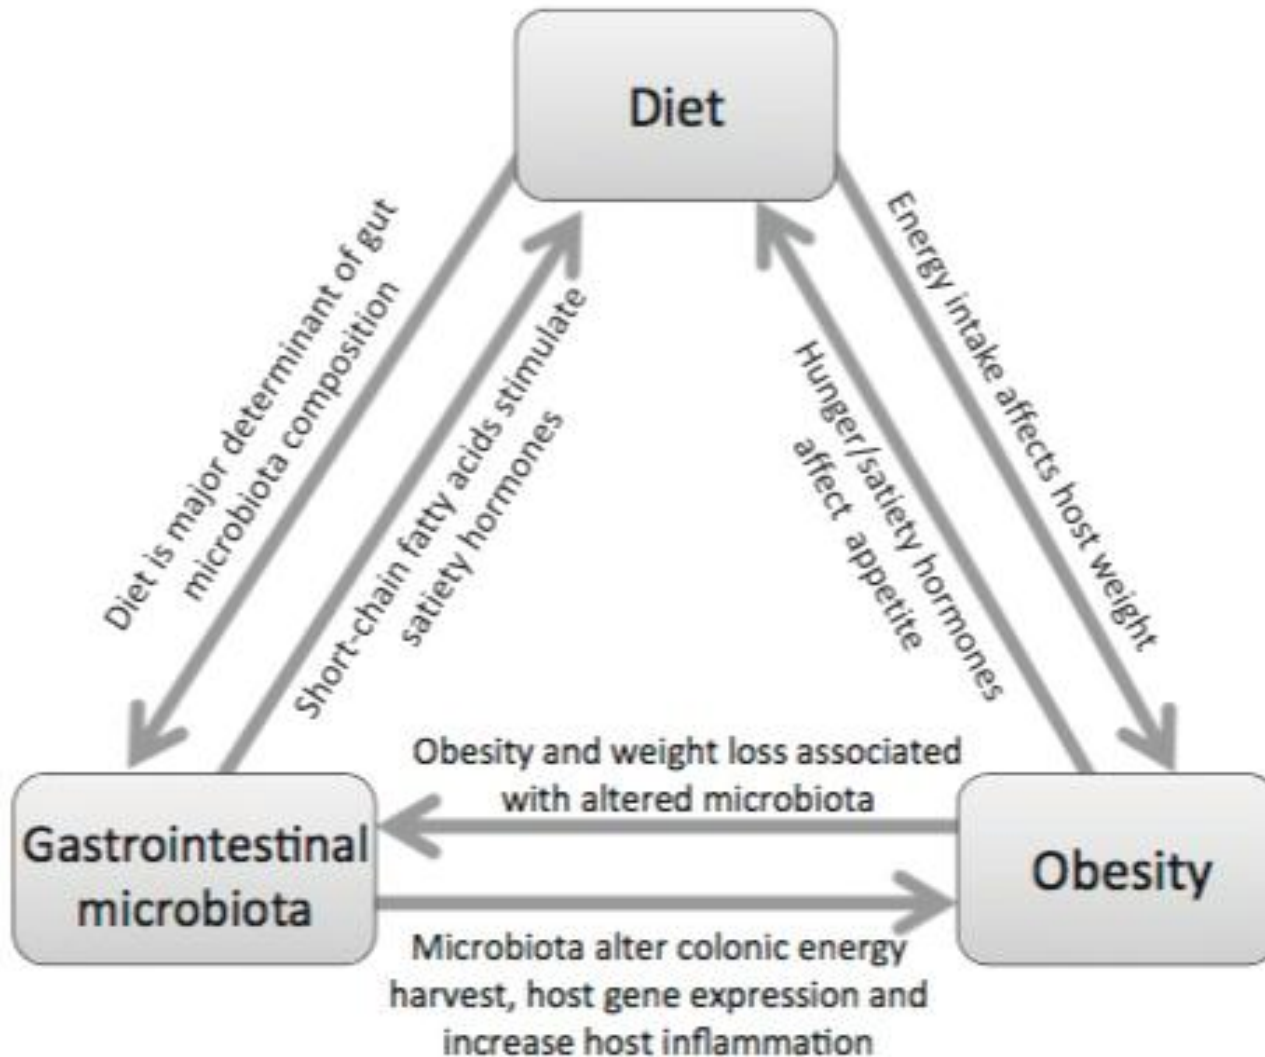 Diet
Diet is major determinant of gut
microbiota composition
Short-chain fatty acids stimulate
satiety hormones
Hunger/satiety hormones
affect appetite
Energy intake affects host weight
Obesity and weight loss associated
with altered microbiota
Gastrointestinal
microbiota
Obesity
Microbiota alter colonic energy
harvest, host gene expression and
increase host inflammation